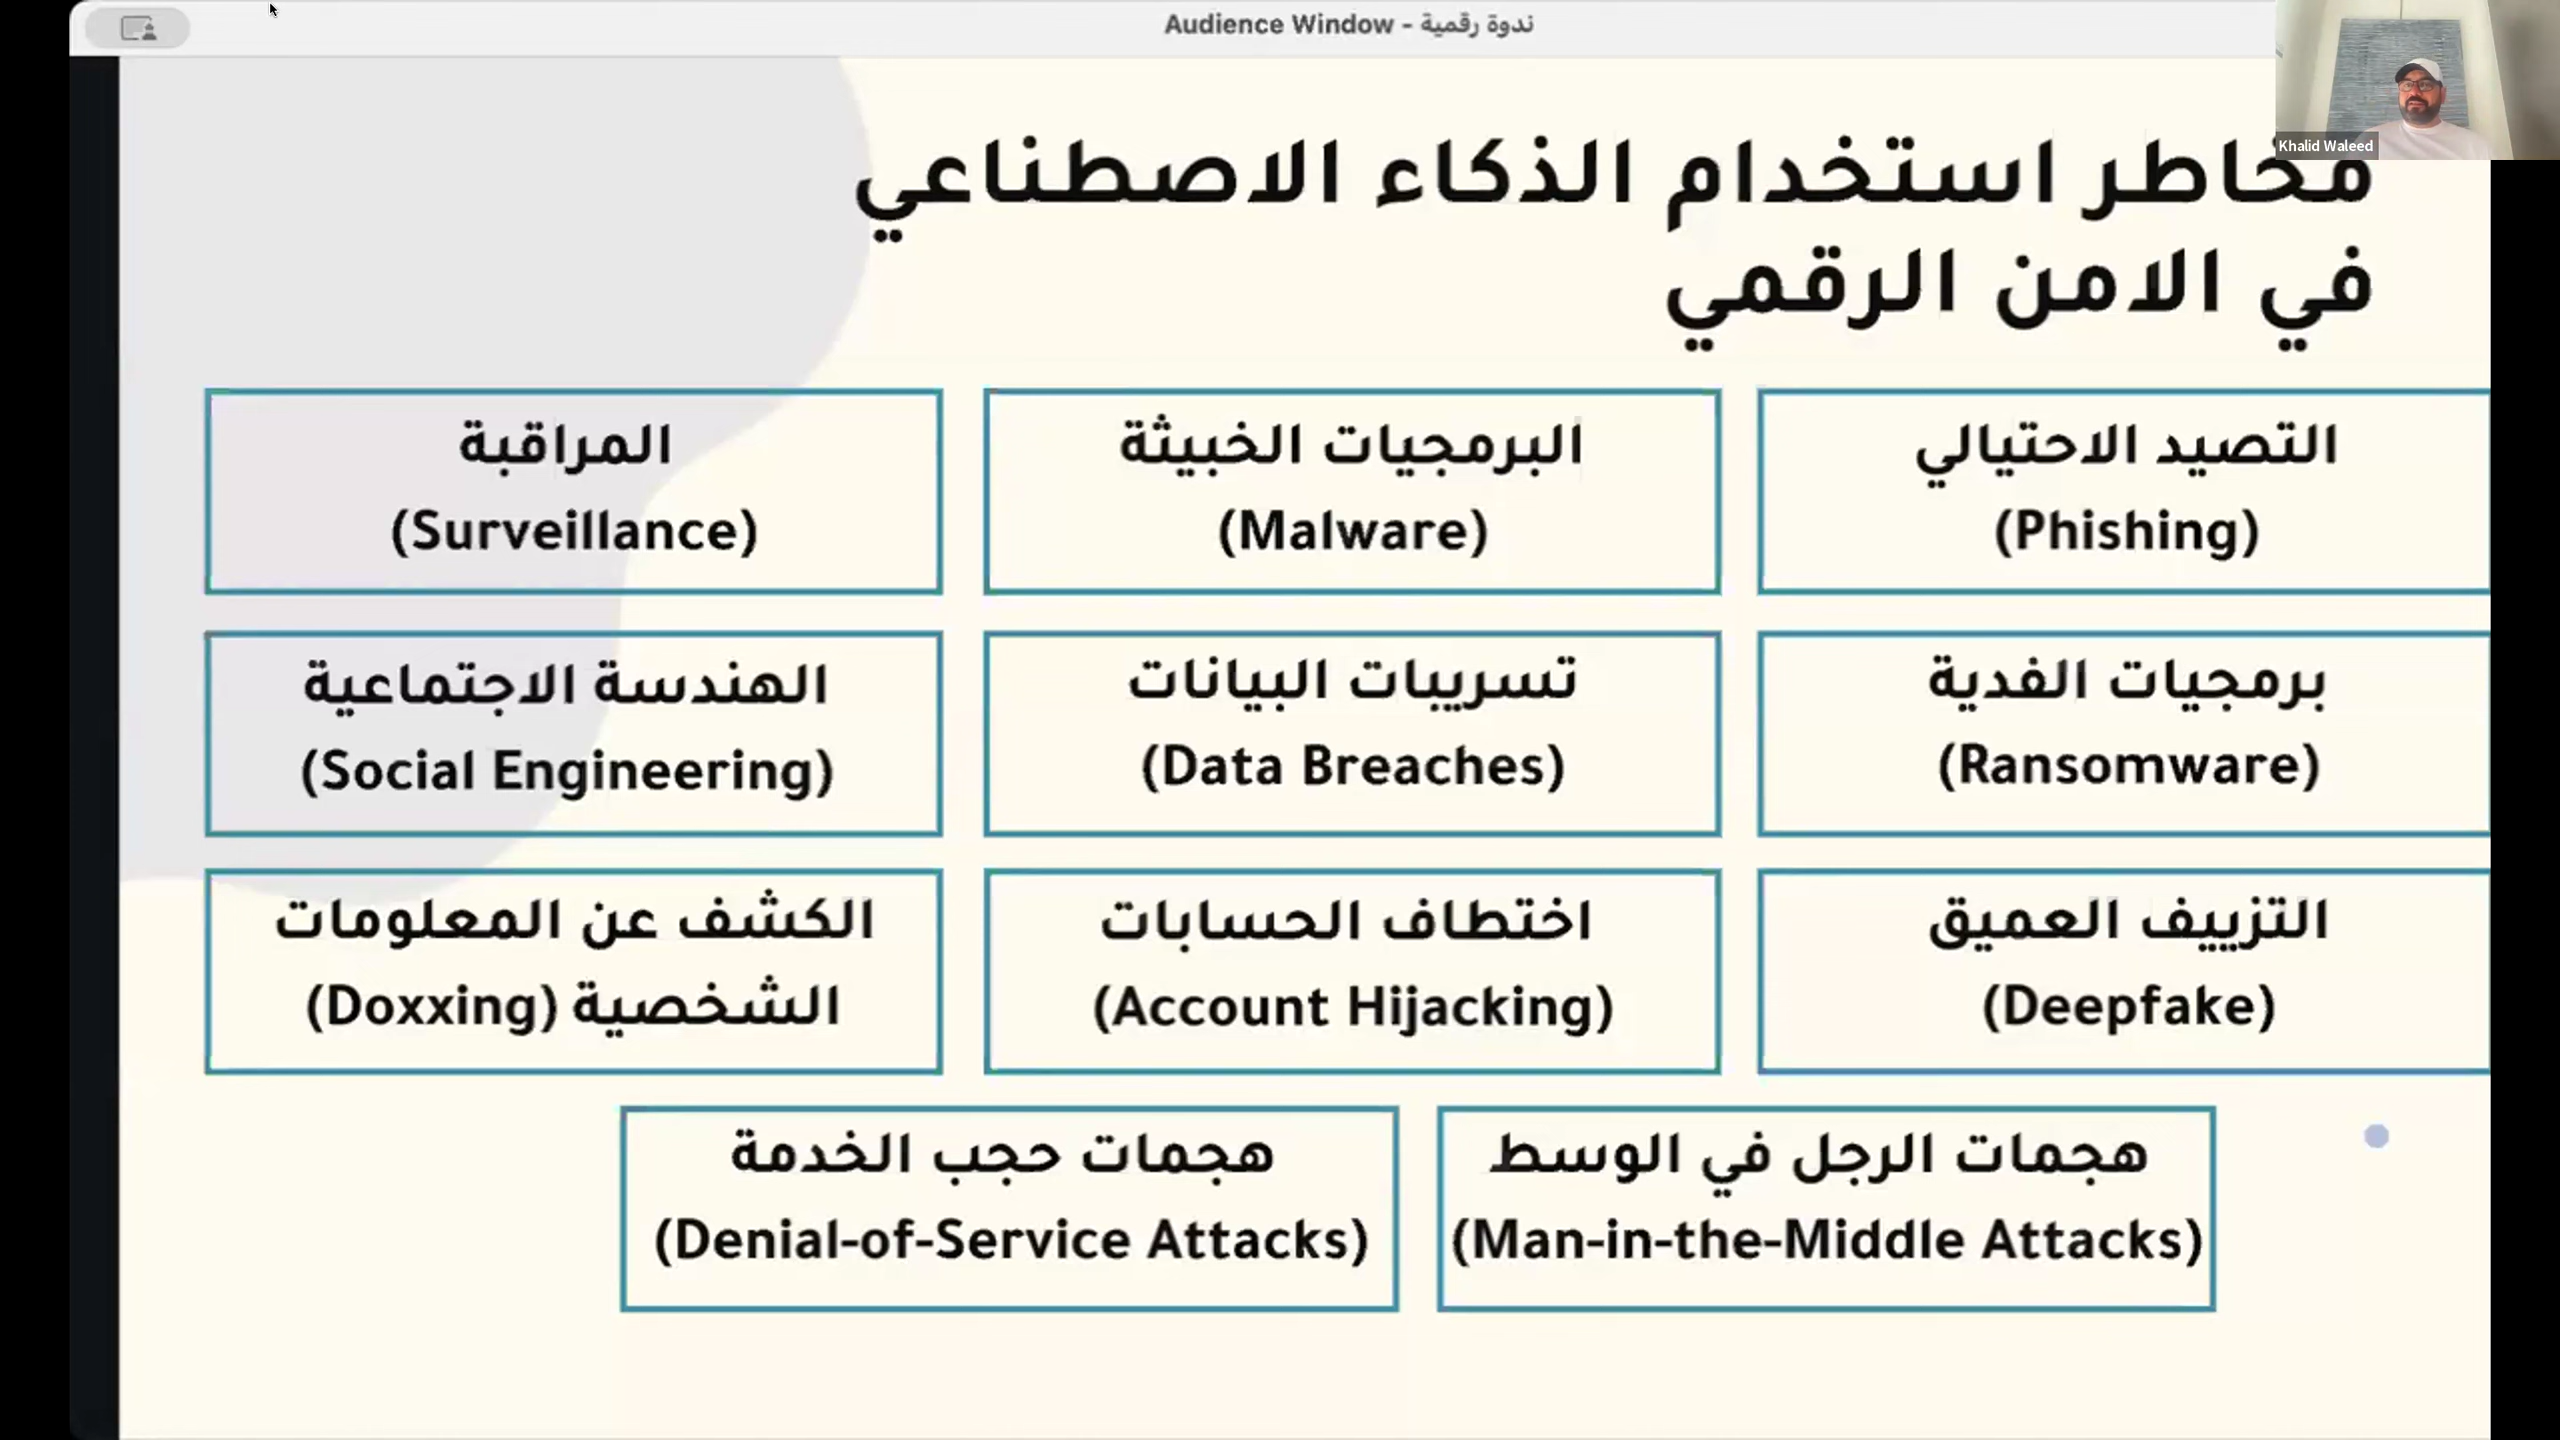 Audience Window - ندوة رقمية
Khalid Waleed
مخاطر استخدام الذكاء الاصطناعي
في الامن الرقمي
التصيد الاحتيالي
(Phishing)
البرمجيات الخبيثة
(Malware)
المراقبة
(Surveillance)
برمجيات الفدية
(Ransomware)
تسريبات البيانات
(Data Breaches)
الهندسة الاجتماعية
(Social Engineering)
التزييف العميق
(Deepfake)
اختطاف الحسابات
(Account Hijacking)
الكشف عن المعلومات
الشخصية (Doxxing)
هجمات الرجل في الوسط
(Man-in-the-Middle Attacks)
هجمات حجب الخدمة
(Denial-of-Service Attacks)